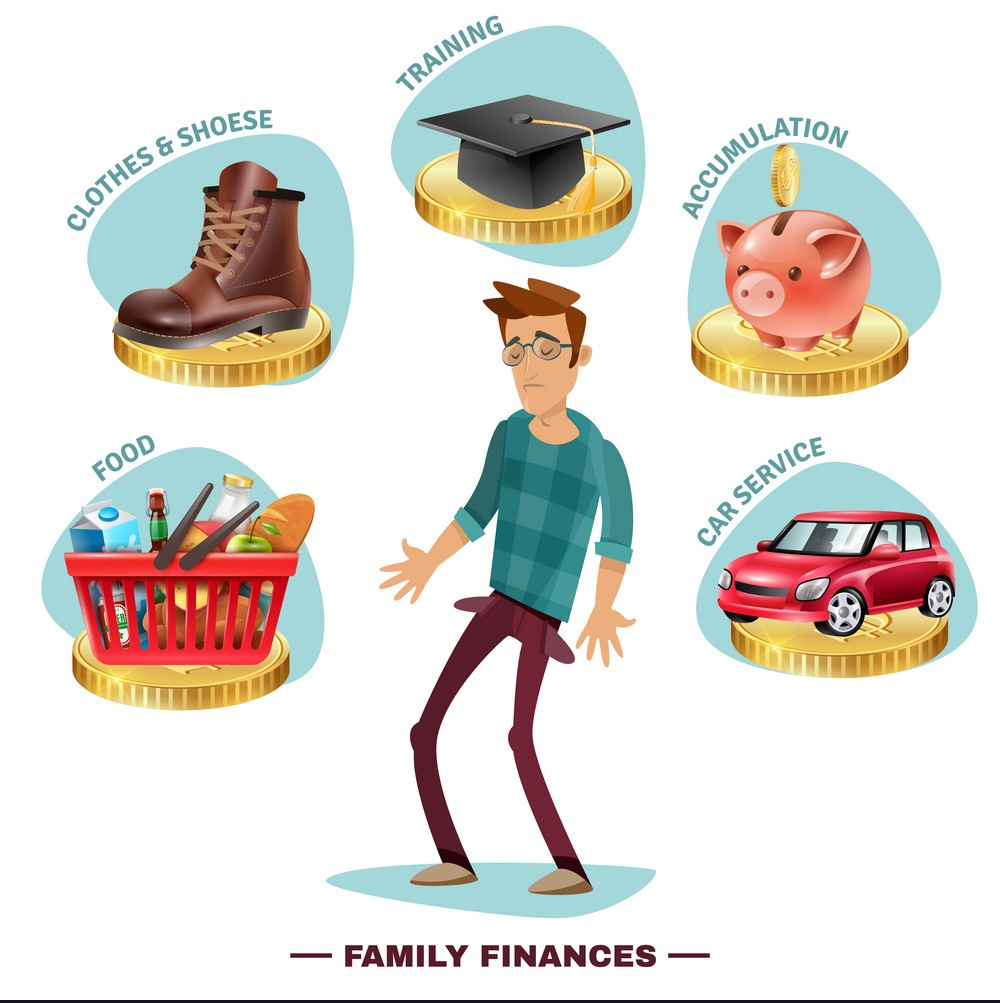 TRAINING
CLOTHES & SHOESE
ACCUMULATION
FOOD
CAR SERVICE
FAMILY FINANCES